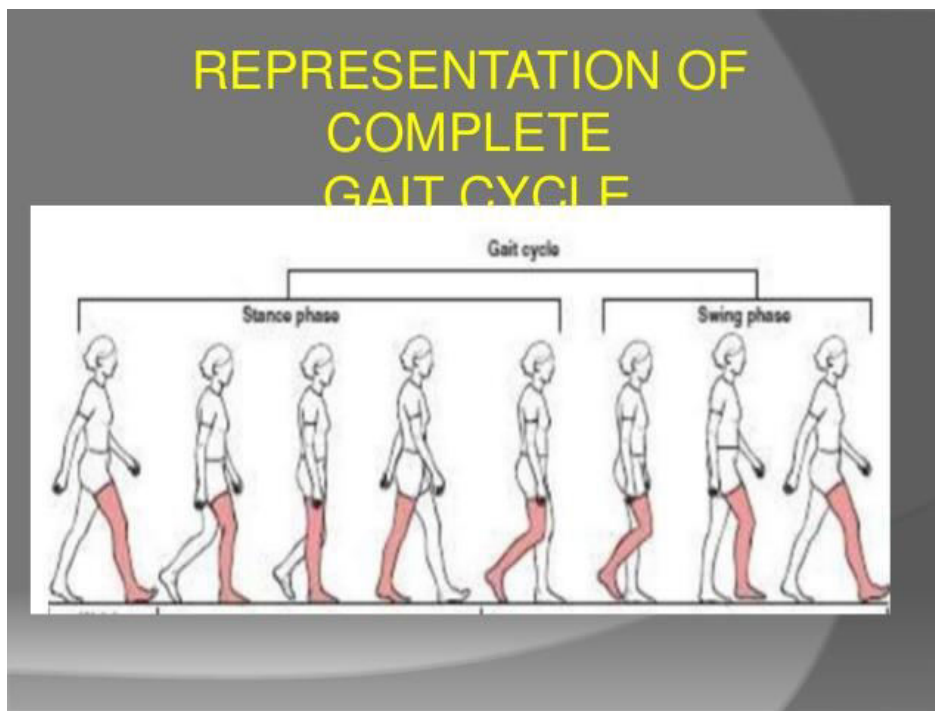 REPRESENTATION OF
COMPLETE
GAIT CYCLE
Gait cycle
Stance phase
Swing phase